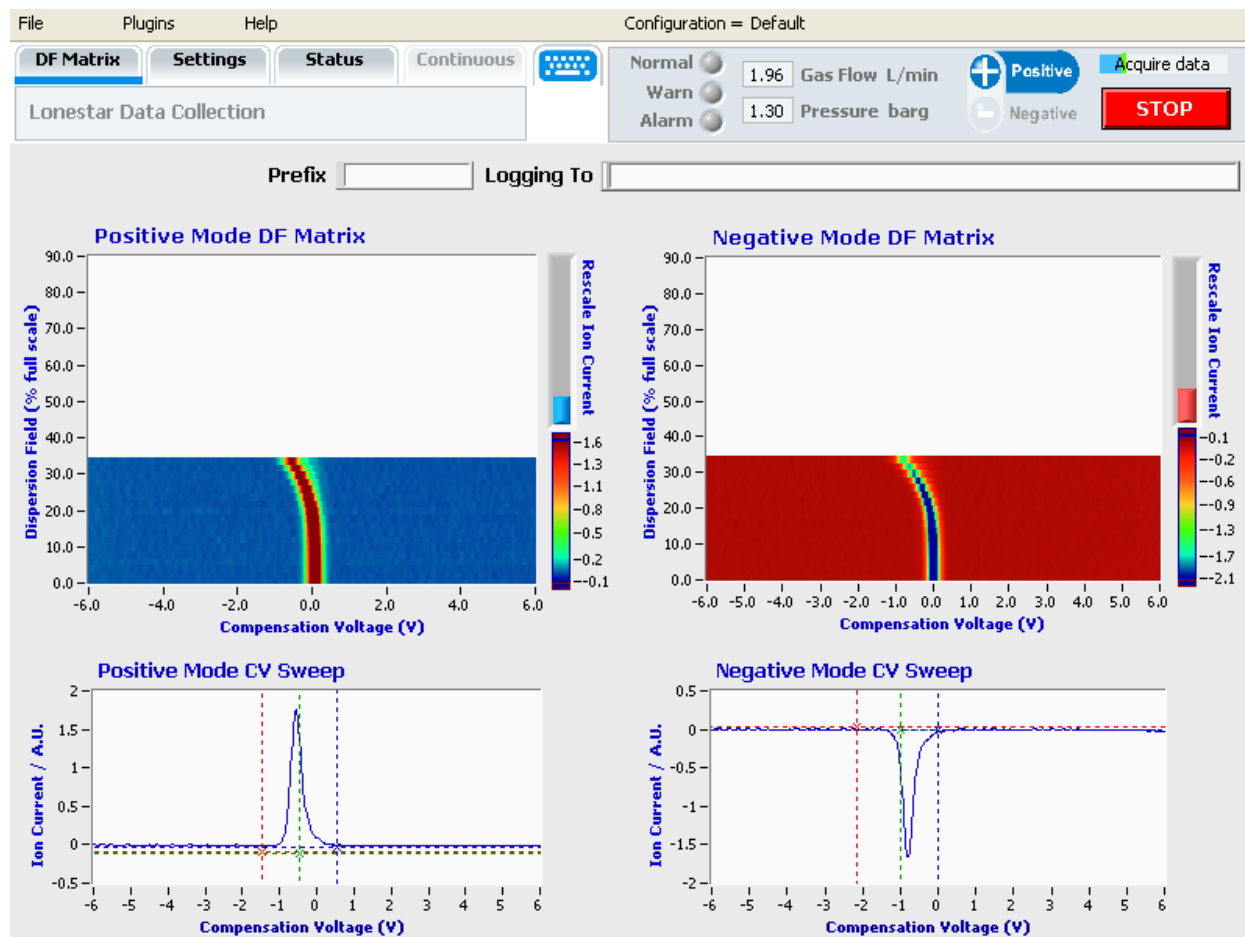 File Plugins Help Configuration = Default
DF Matrix Settings Status Continuous
Lonestar Data Collection
Normal
Warn
Alarm
1.96 Gas Flow L/min
1.30 Pressure barg
Positive
Negative
Acquire data
STOP
Prefix Logging To
Positive Mode DF Matrix
90.0
80.0
70.0
60.0
50.0
40.0
30.0
20.0
10.0
0.0
Dispersion Field (% full scale)
-6.0 -4.0 -2.0 0.0 2.0 4.0 6.0
Compensation Voltage (V)
Rescale Ion Current
-1.6
-1.3
-1.1
-0.8
-0.5
-0.2
--0.1
Negative Mode DF Matrix
90.0
80.0
70.0
60.0
50.0
40.0
30.0
20.0
10.0
0.0
Dispersion Field (% full scale)
-6.0 -5.0 -4.0 -3.0 -2.0 -1.0 0.0 1.0 2.0 3.0 4.0 5.0 6.0
Compensation Voltage (V)
Rescale Ion Current
--0.1
--0.2
--0.6
--0.9
--1.3
--1.7
--2.1
Positive Mode CV Sweep
2
1.5
1
0.5
0
-0.5
Ion Current / A.U.
-6 -5 -4 -3 -2 -1 0 1 2 3 4 5 6
Compensation Voltage (V)
Negative Mode CV Sweep
0.5
0
-0.5
-1
-1.5
-2
Ion Current / A.U.
-6 -5 -4 -3 -2 -1 0 1 2 3 4 5 6
Compensation Voltage (V)